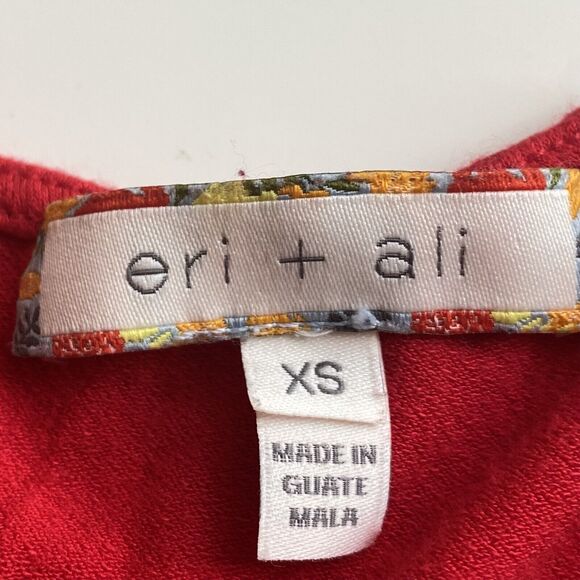 eri + ali
XS
MADE IN
GUATE
MALA